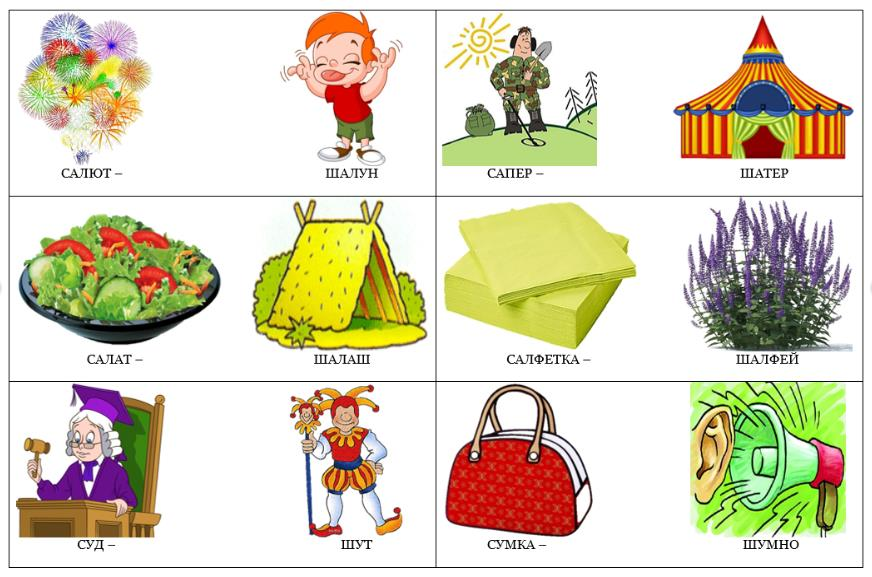 САЛЮТ – ШАЛУН
САПЕР – ШАТЕР
САЛАТ – ШАЛАШ
САЛФЕТКА – ШАЛФЕЙ
СУД – ШУТ
СУМКА – ШУМНО